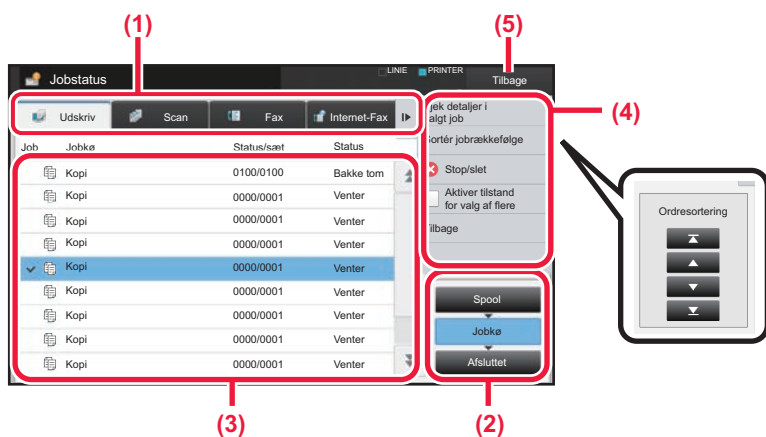 (1)
(5)
Jobstatus
LINIE
PRINTER
Tilbage
(4)
Udskriv
Scan
Fax
Internet-Fax
Job
Jobkø
Status/sæt
Status
Kopi
0100/0100
Bakke tom
Kopi
0000/0001
Venter
Kopi
0000/0001
Venter
Kopi
0000/0001
Venter
Kopi
0000/0001
Venter
Kopi
0000/0001
Venter
Kopi
0000/0001
Venter
Kopi
0000/0001
Venter
Kopi
0000/0001
Venter
jek detaljer i
algt job
ortér jobrækkefølge
Stop/slet
Aktiver tilstand
for valg af flere
ilbage
Spool
Jobkø
Afsluttet
Ordresortering
(3)
(2)